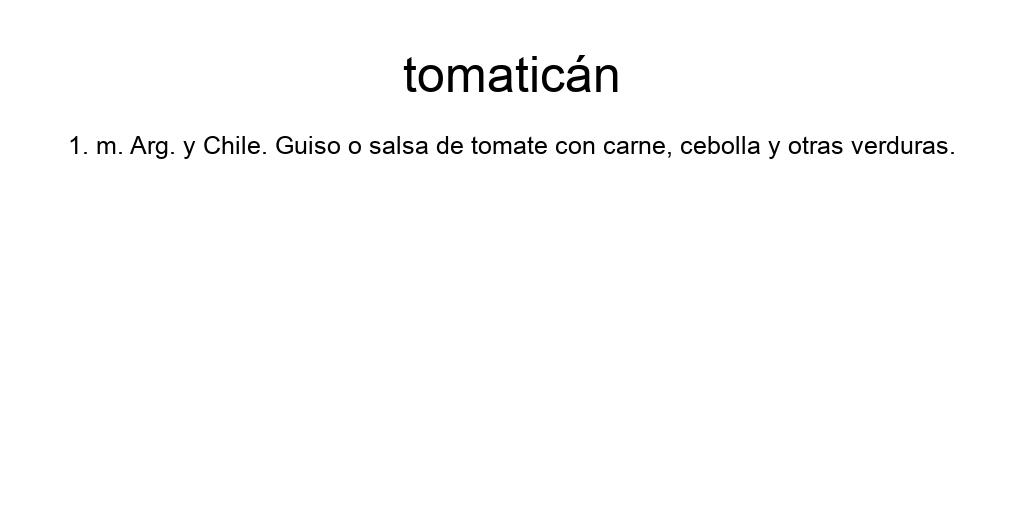 tomaticán
1. m. Arg. y Chile. Guiso o salsa de tomate con carne, cebolla y otras verduras.